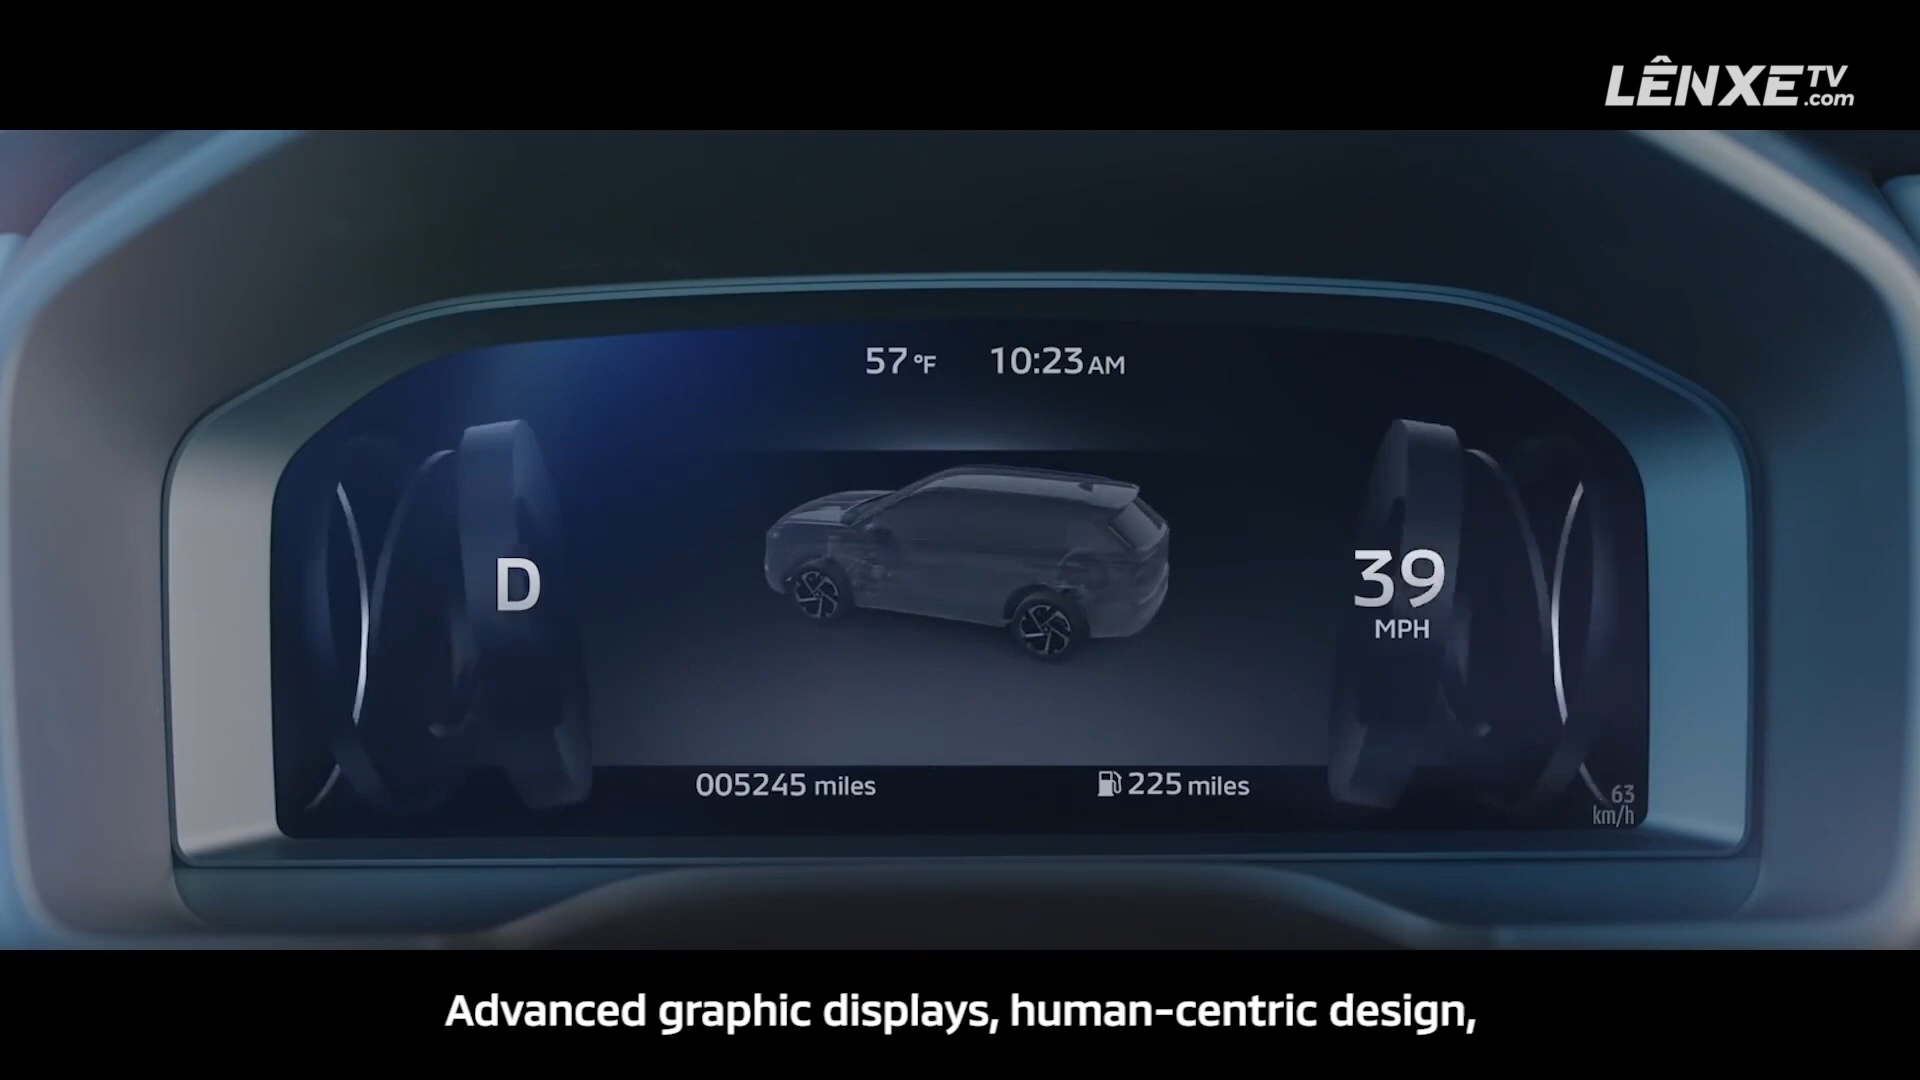 LÊNXE TV .com
57 °F 10:23 AM
D
39
MPH
005245 miles
225 miles
63
km/h
Advanced graphic displays, human-centric design,